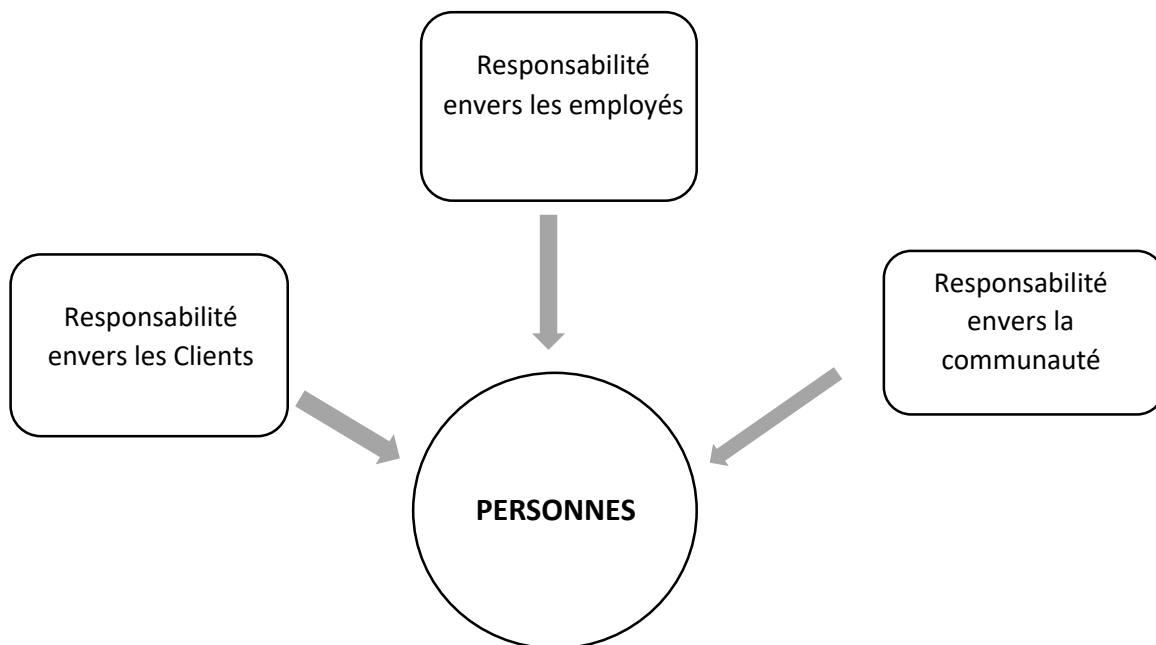 Responsabilité
envers les employés
Responsabilité
envers les Clients
Responsabilité
envers la
communauté
PERSONNES